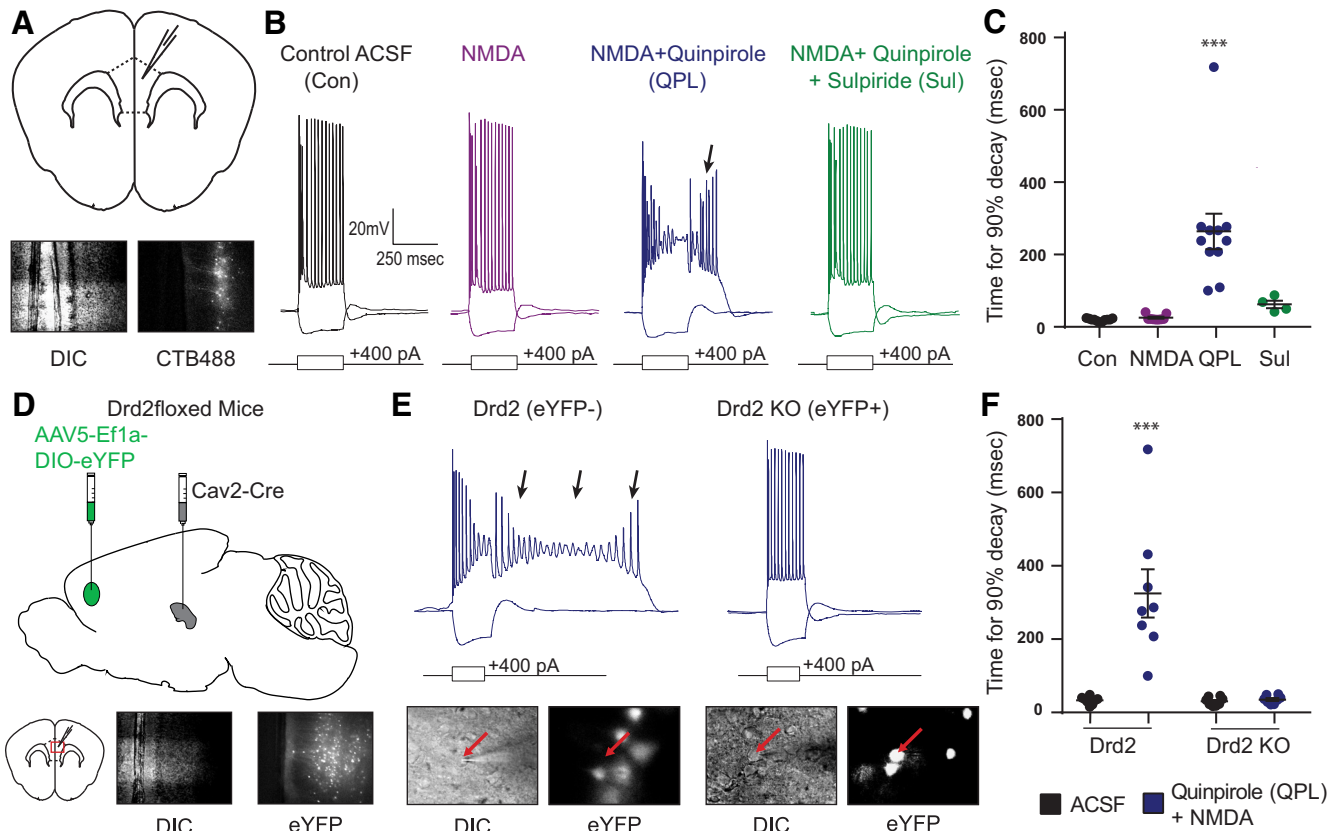 A
DIC
CTB488
B
Control ACSF
(Con)
NMDA
NMDA+Quinpirole
(QPL)
NMDA+ Quinpirole
+ Sulpiride (Sul)
20mV
250 msec
+400 pA
+400 pA
+400 pA
+400 pA
C
Time for 90% decay (msec)
800
600
400
200
0
***
Con
NMDA
QPL
Sul
D
Drd2floxed Mice
AAV5-Ef1a-
DIO-eYFP
Cav2-Cre
DIC
eYFP
E
Drd2 (eYFP-)
Drd2 KO (eYFP+)
+400 pA
+400 pA
DIC
eYFP
DIC
eYFP
F
Time for 90% decay (msec)
800
600
400
200
0
***
Drd2
Drd2 KO
ACSF
Quinpirole (QPL)
+ NMDA